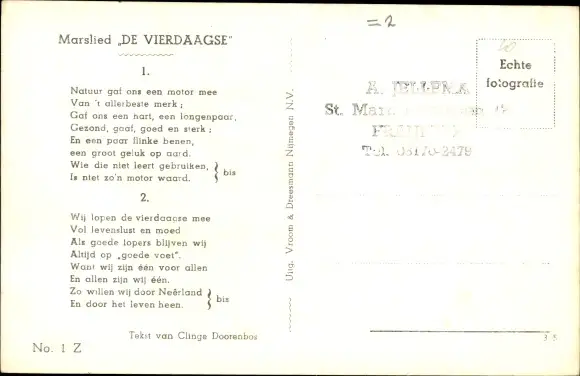 = 2
Marslied „DE VIERDAAGSE"
1.
Natuur gaf ons een motor mee
Van 't allerbeste merk;
Gaf ons een hart, een longenpaar,
Gezond, goaf, goed en sterk;
En een paar flinke benen,
een groot geluk op aard.
Wie die niet leert gebruiken,
Is niet zo'n motor waard.
bis
2.
Wij lopen de vierdaagse mee
Vol levenslust en moed
Als goede lopers blijven wij
Altijd op „goede voet".
Want wij zijn één voor allen
En allen zijn wij één.
Zo willen wij door Neêrland
En door het leven heen.
bis
Tekst van Clinge Doorenbos
No. 1 Z
Uitg. Vroom & Dreesmann Nijmegen N.V.
Echte
fotografie
A. JELLEMA
St.
Tel. 08170-2479
3 5